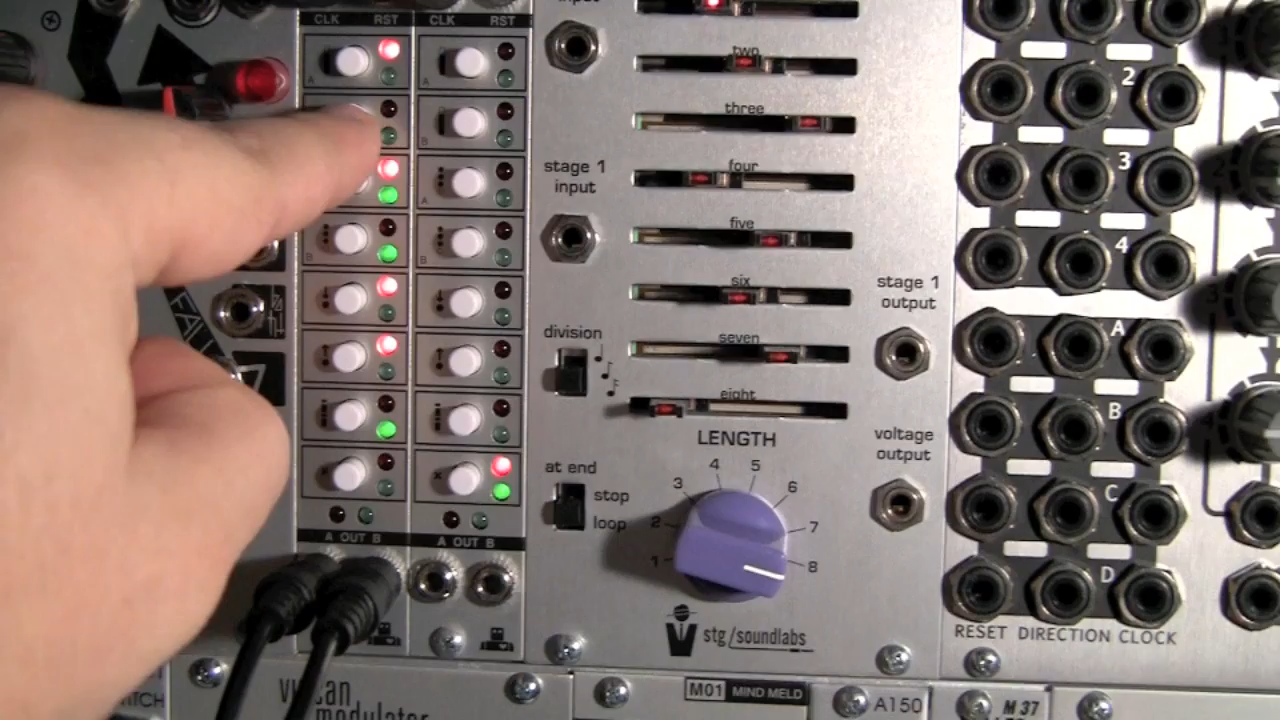 CLK RST CLK RST
A
A
B
B
A
B
A OUT B A OUT B
two
three
four
five
six
seven
eight
stage 1
input
division
at end
stop
loop
LENGTH
1 2 3 4 5 6 7 8
stage 1
output
voltage
output
stg/soundlabs
2
3
4
A
B
C
D
RESET DIRECTION CLOCK
M01 MIND MELD
A150
M 37